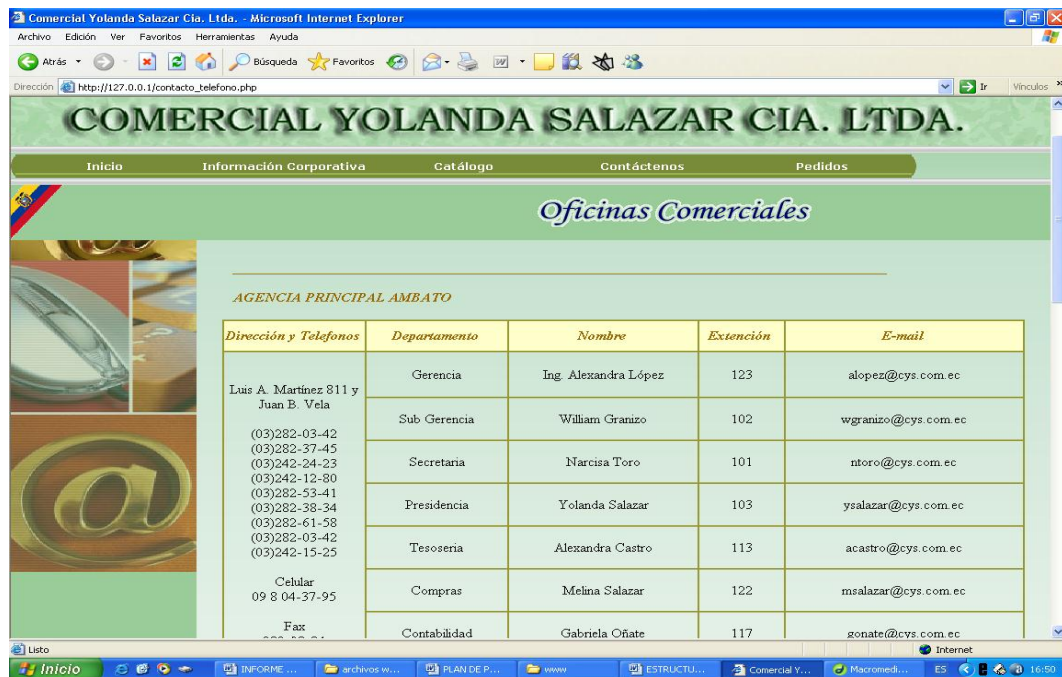 Comercial Yolanda Salazar Cia. Ltda. - Microsoft Internet Explorer
Archivo Edición Ver Favoritos Herramientas Ayuda
Atrás Búsqueda Favoritos
Dirección http://127.0.0.1/contacto_telefono.php Ir Vínculos
COMERCIAL YOLANDA SALAZAR CIA. LTDA.
Inicio Información Corporativa Catálogo Contáctenos Pedidos
Oficinas Comerciales
AGENCIA PRINCIPAL AMBATO
Dirección y Telefonos Departamento Nombre Extención E-mail
Luis A. Martínez 811 y
Juan B. Vela
(03)282-03-42
(03)282-37-45
(03)242-24-23
(03)242-12-80
(03)282-53-41
(03)282-38-34
(03)282-61-58
(03)282-03-42
(03)242-15-25
Celular
09 8 04-37-95
Fax
Gerencia Ing. Alexandra López 123 alopez@cys.com.ec
Sub Gerencia William Granizo 102 wgranizo@cys.com.ec
Secretaria Narcisa Toro 101 ntoro@cys.com.ec
Presidencia Yolanda Salazar 103 ysalazar@cys.com.ec
Tesoseria Alexandra Castro 113 acastro@cys.com.ec
Compras Melina Salazar 122 msalazar@cys.com.ec
Contabilidad Gabriela Oñate 117 gonate@cys.com.ec
Listo Internet
Inicio INFORME ... archivos w... PLAN DE P... www ESTRUCTU... Comercial Y... Macromedi... ES 16:50